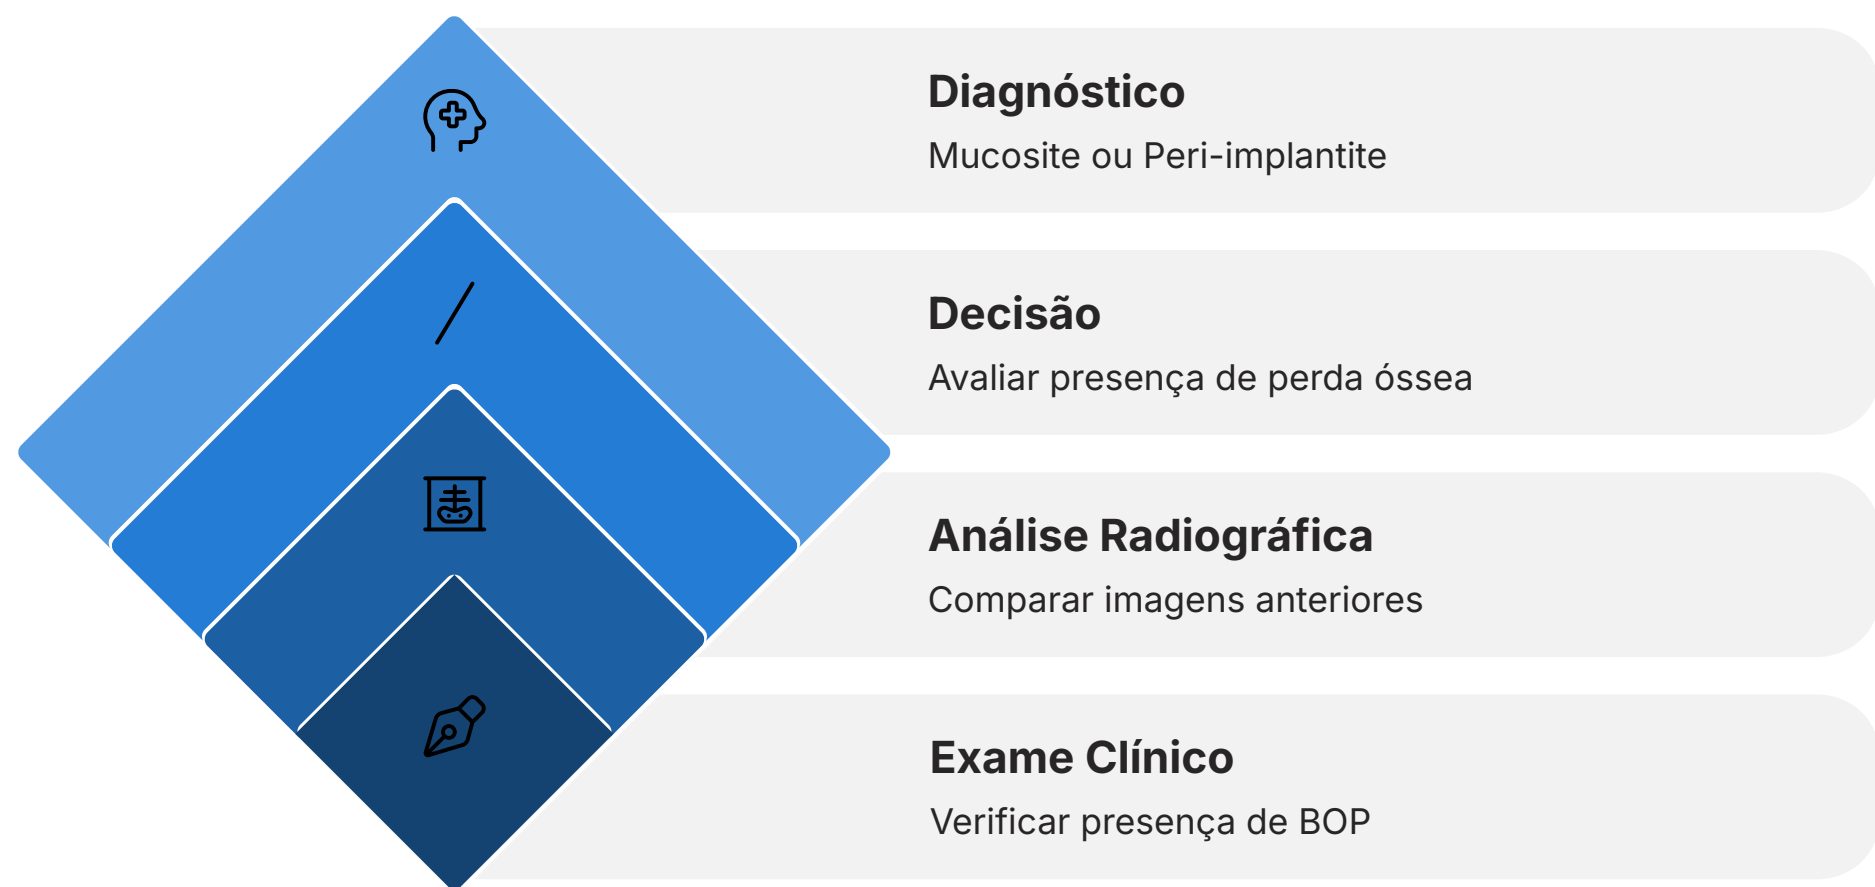 Diagnóstico
Mucosite ou Peri-implantite
Decisão
Avaliar presença de perda óssea
Análise Radiográfica
Comparar imagens anteriores
Exame Clínico
Verificar presença de BOP